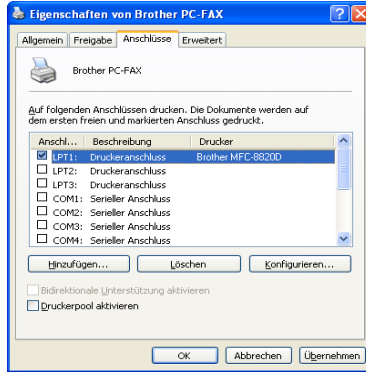 Eigenschaften von Brother PC-FAX
Allgemein Freigabe Anschlüsse Erweitert
Brother PC-FAX
Auf folgenden Anschlüssen drucken. Die Dokumente werden auf
dem ersten freien und markierten Anschluss gedruckt.
Anschl... Beschreibung Drucker
LPT1: Druckeranschluss Brother MFC-8820D
LPT2: Druckeranschluss
LPT3: Druckeranschluss
COM1: Serieller Anschluss
COM2: Serieller Anschluss
COM3: Serieller Anschluss
COM4: Serieller Anschluss
Hinzufügen... Löschen Konfigurieren...
Bidirektionale Unterstützung aktivieren
Druckerpool aktivieren
OK Abbrechen Übernehmen